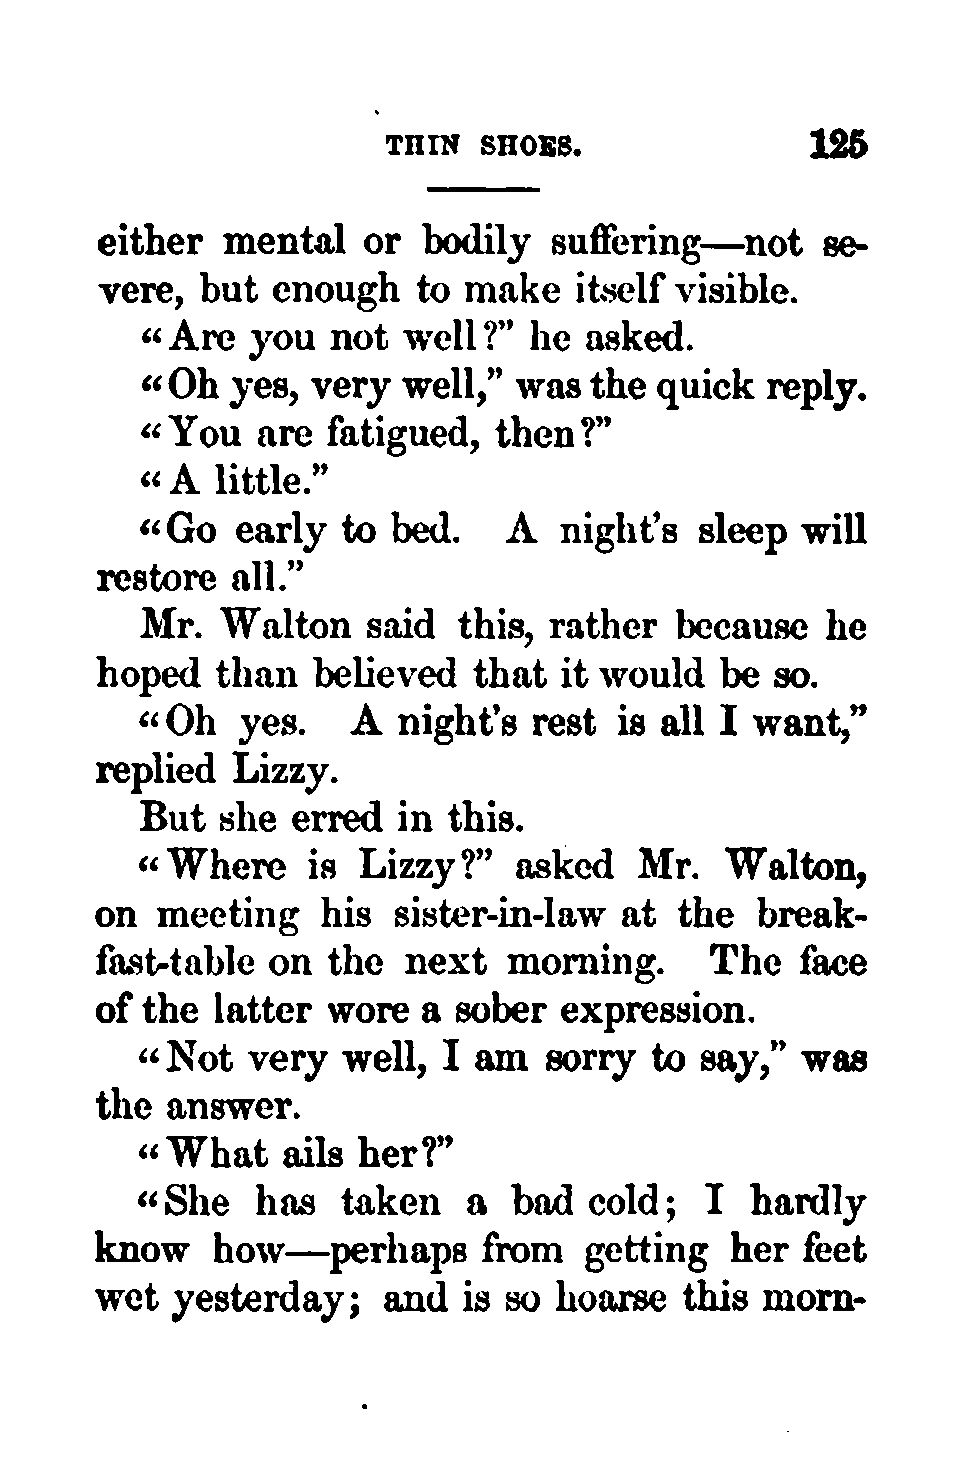 THIN SHOES. 125
either mental or bodily suffering—not se-
vere, but enough to make itself visible.
“Are you not well?” he asked.
“Oh yes, very well,” was the quick reply.
“You are fatigued, then?”
“A little.”
“Go early to bed. A night’s sleep will
restore all.”
Mr. Walton said this, rather because he
hoped than believed that it would be so.
“Oh yes. A night’s rest is all I want,”
replied Lizzy.
But she erred in this.
“Where is Lizzy?” asked Mr. Walton,
on meeting his sister-in-law at the break-
fast-table on the next morning. The face
of the latter wore a sober expression.
“Not very well, I am sorry to say,” was
the answer.
“What ails her?”
“She has taken a bad cold; I hardly
know how—perhaps from getting her feet
wet yesterday; and is so hoarse this morn-